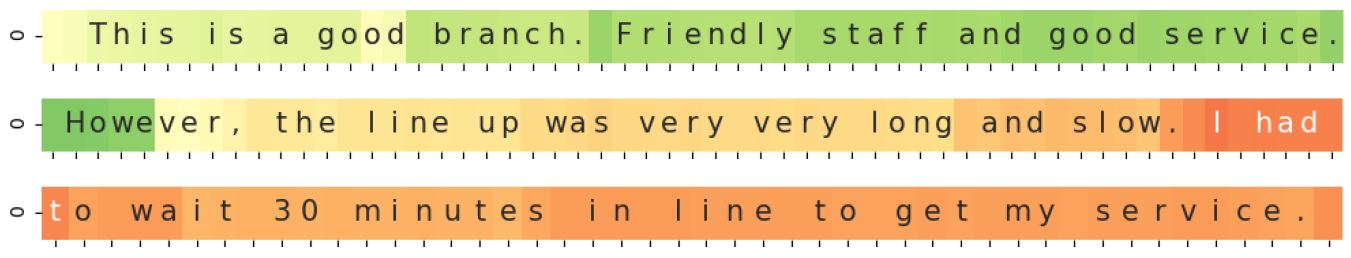 0 This is a good branch. Friendly staff and good service.
0 However, the line up was very very long and slow. I had
0 to wait 30 minutes in line to get my service.